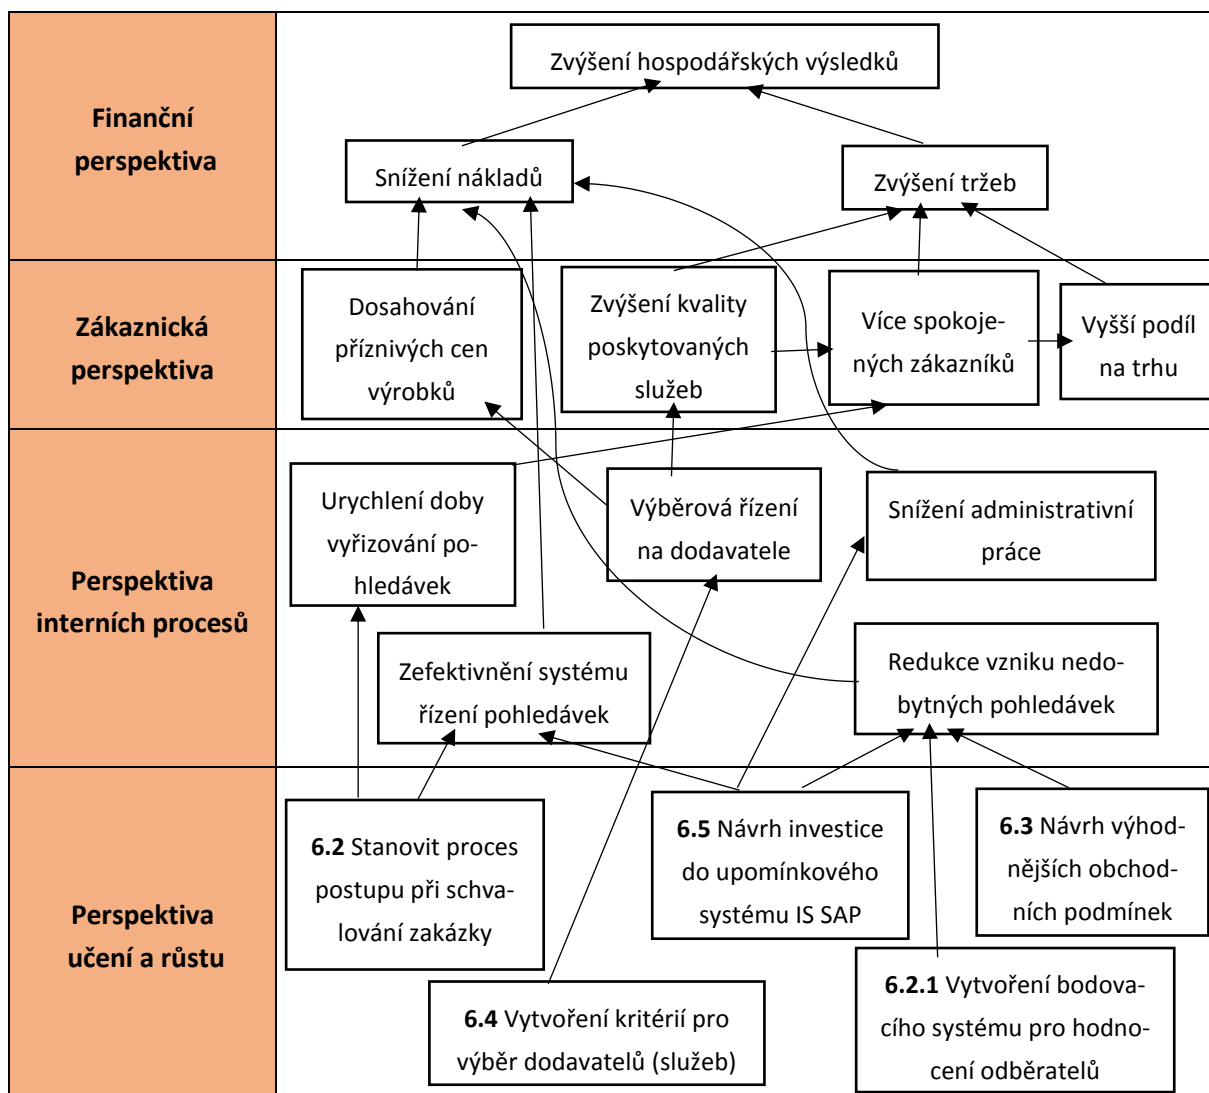 Finanční
perspektiva
Zvýšení hospodářských výsledků
Snížení nákladů
Zvýšení tržeb
Zákaznická
perspektiva
Dosahování
příznivých cen
výrobků
Zvýšení kvality
poskytovaných
služeb
Více spokoje-
ných zákazníků
Vyšší podíl
na trhu
Perspektiva
interních procesů
Urychlení doby
vyřizování po-
hledávek
Výběrová řízení
na dodavatele
Snížení administrativní
práce
Zefektivnění systému
řízení pohledávek
Redukce vzniku nedo-
bytných pohledávek
Perspektiva
učení a růstu
6.2 Stanovit proces
postupu při schva-
lování zakázky
6.5 Návrh investice
do upomínkového
systému IS SAP
6.3 Návrh výhod-
nějších obchod-
ních podmínek
6.4 Vytvoření kritérií pro
výběr dodavatelů (služeb)
6.2.1 Vytvoření bodova-
cího systému pro hodno-
cení odběratelů